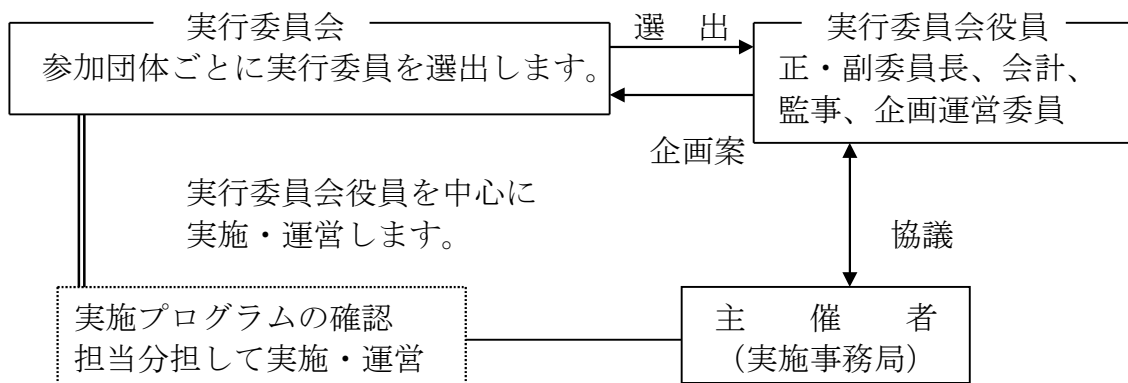 実行委員会
参加団体ごとに実行委員を選出します。
選 出
企画案
実行委員会役員
正・副委員長、会計、
監事、企画運営委員
実行委員会役員を中心に
実施・運営します。
協議
実施プログラムの確認
担当分担して実施・運営
主 催 者
（実施事務局）